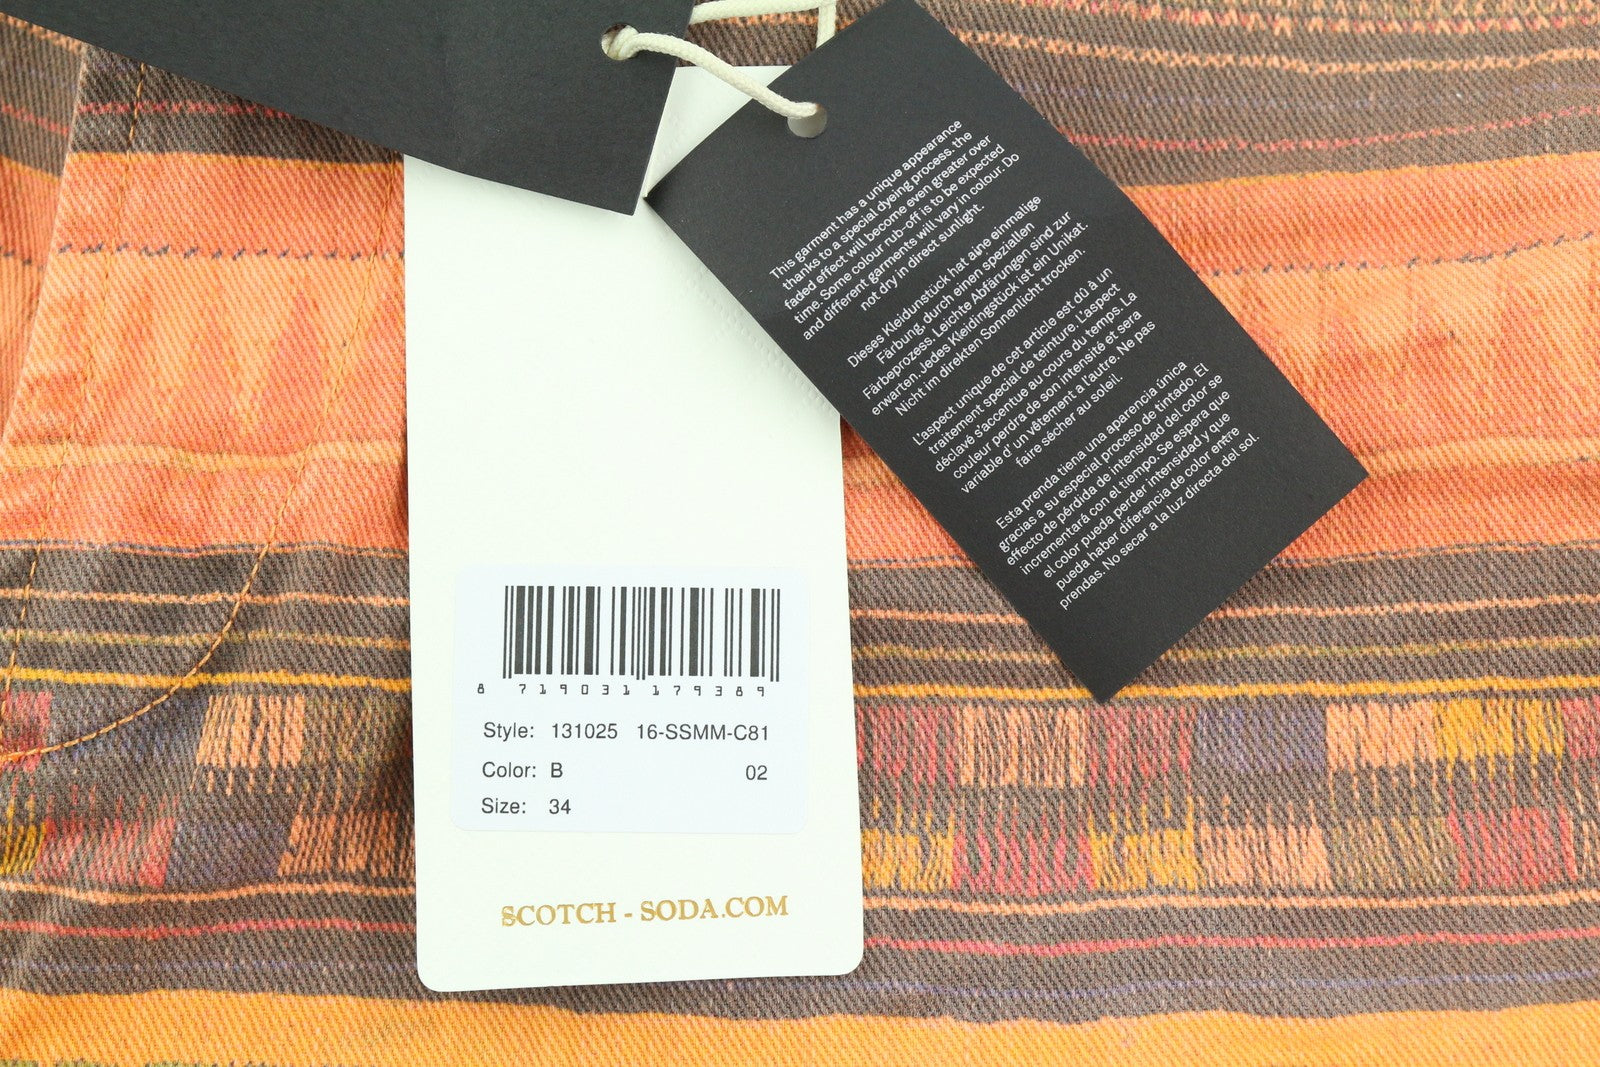 This garment has a unique appearance
thanks to a special dyeing process. the
faded effect will become even greater over
time. Some colour rub-off is to be expected
and different garments will vary in colour. Do
not dry in direct sunlight.
Dieses Kleidunstück hat aine einmalige
Färbung, durch einen speziallen
Färbeprozess. Leichte Abfärungen sind zur
erwarten. Jedes Kleidingstück ist ein Unikat.
Nicht im direkten Sonnenlicht trocken.
L'aspect unique de cet article est dû à un
traitement special de teinture. L'aspect
déclavé s'accentue au cours du temps. La
couleur perdra de son intensité et sera
variable d' un vêtement a l'autre. Ne pas
faire sécher au soleil.
Esta prenda tiena una aparencia única
gracias a su especial proceso de tintado. El
effecto de pérdida de intensidad del color se
incrementará con el tiempo. Se espera que
el color pueda perder intensidad y que
pueda haber diferencia de color entre
prendas. No secar a la luz directa del sol.
8 719031 179389
Style: 131025 16-SSMM-C81
Color: B 02
Size: 34
SCOTCH - SODA.COM